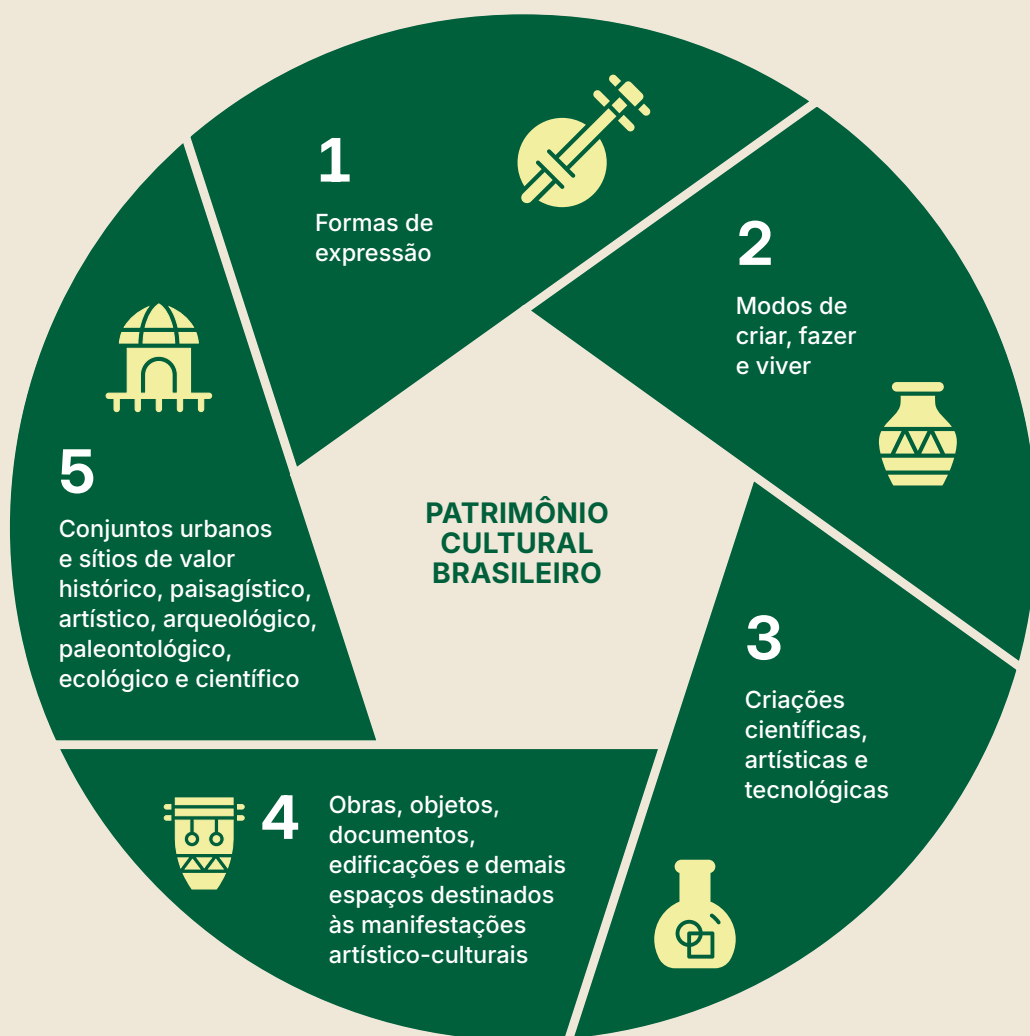 PATRIMÔNIO
CULTURAL
BRASILEIRO
1
Formas de
expressão
2
Modos de
criar, fazer
e viver
3
Criações
científicas,
artísticas e
tecnológicas
4
Obras, objetos,
documentos,
edificações e demais
espaços destinados
às manifestações
artístico-culturais
5
Conjuntos urbanos
e sítios de valor
histórico, paisagístico,
artístico, arqueológico,
paleontológico,
ecológico e científico